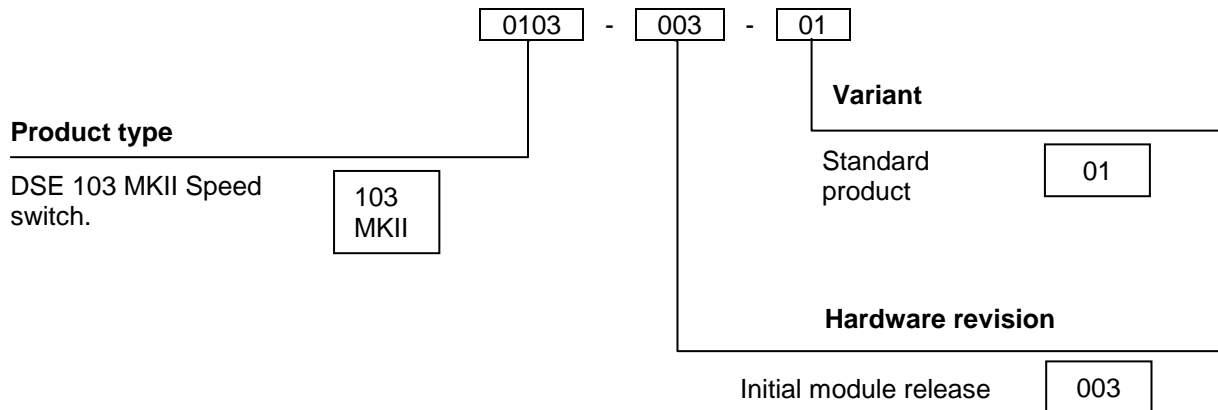 0103 - 003 - 01
Variant
Product type
Standard
product
01
DSE 103 MKII Speed
switch.
103
MKII
Hardware revision
Initial module release
003